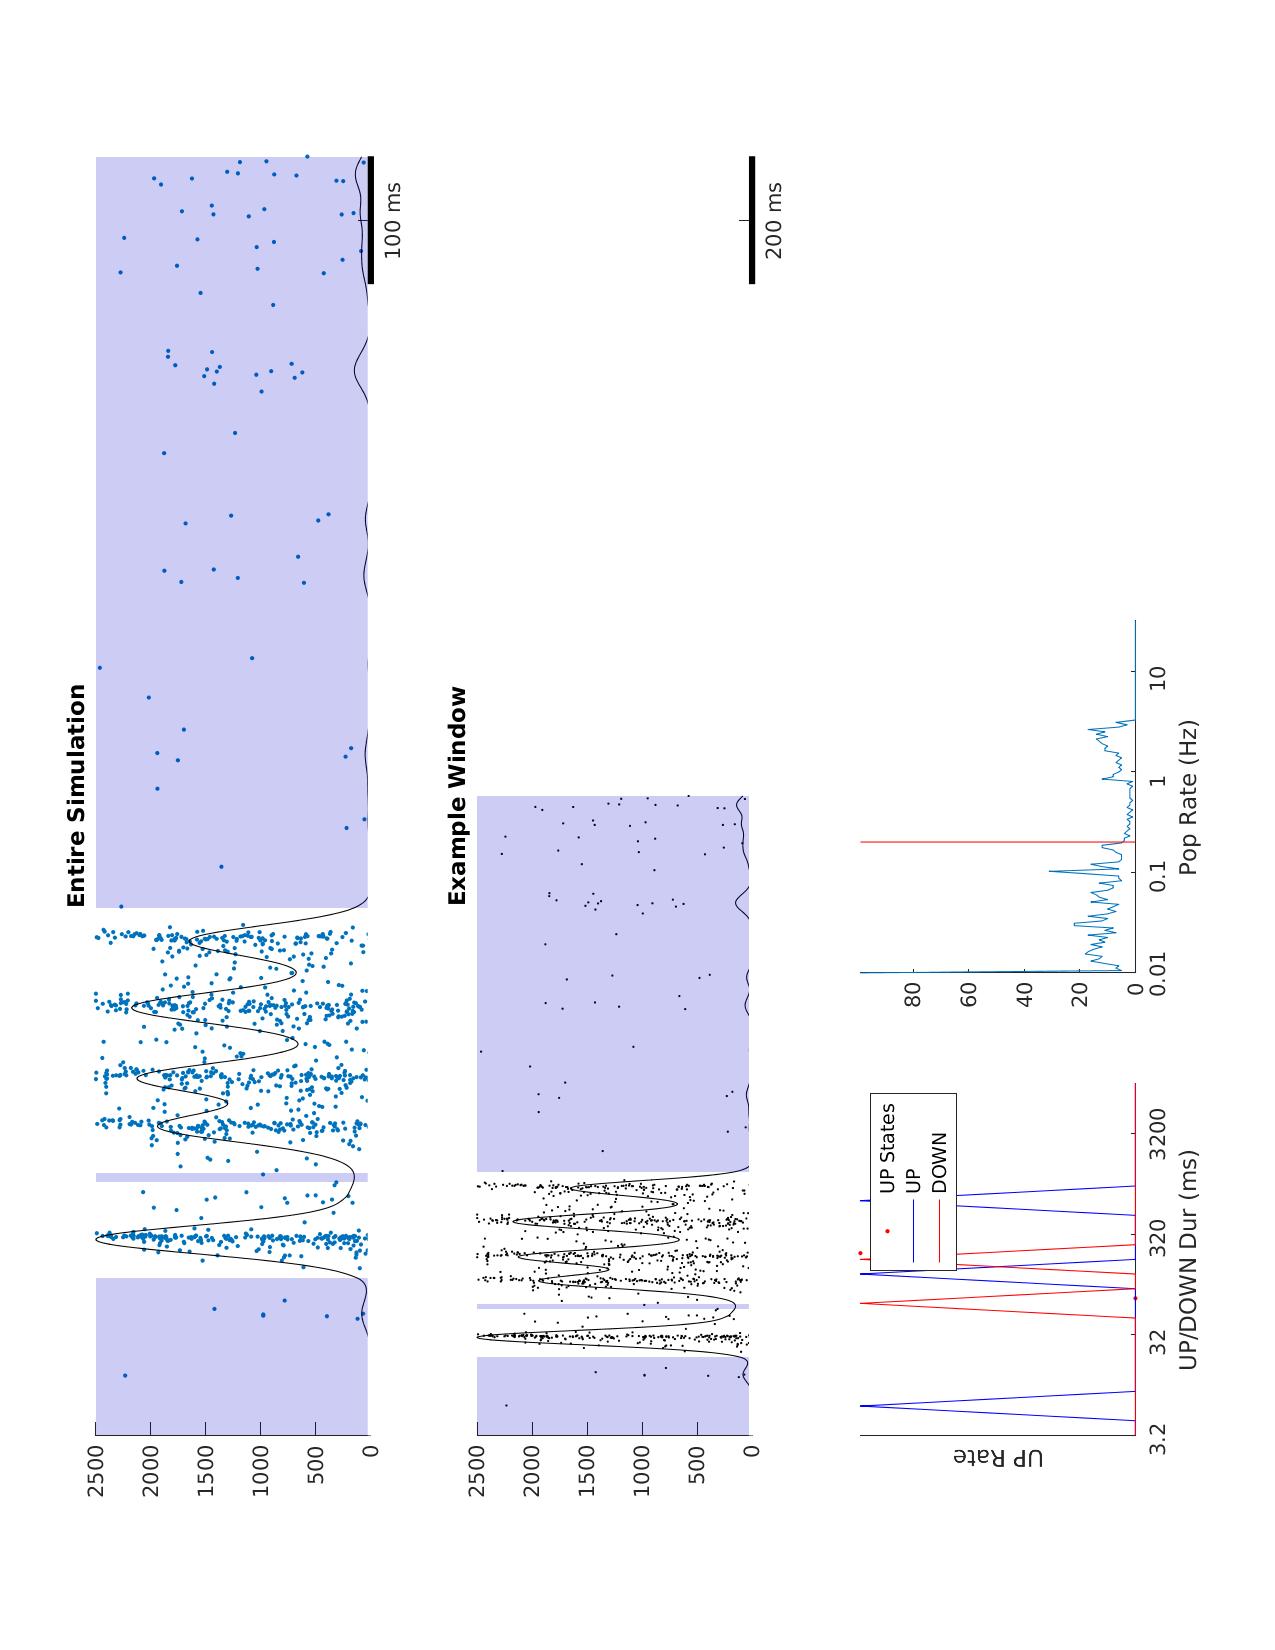 Entire Simulation
2500
2000
1500
1000
500
0
100 ms
Example Window
2500
2000
1500
1000
500
0
200 ms
UP Rate
UP States
UP
DOWN
3.2 32 320 3200
UP/DOWN Dur (ms)
80
60
40
20
0
0.01 0.1 1 10
Pop Rate (Hz)